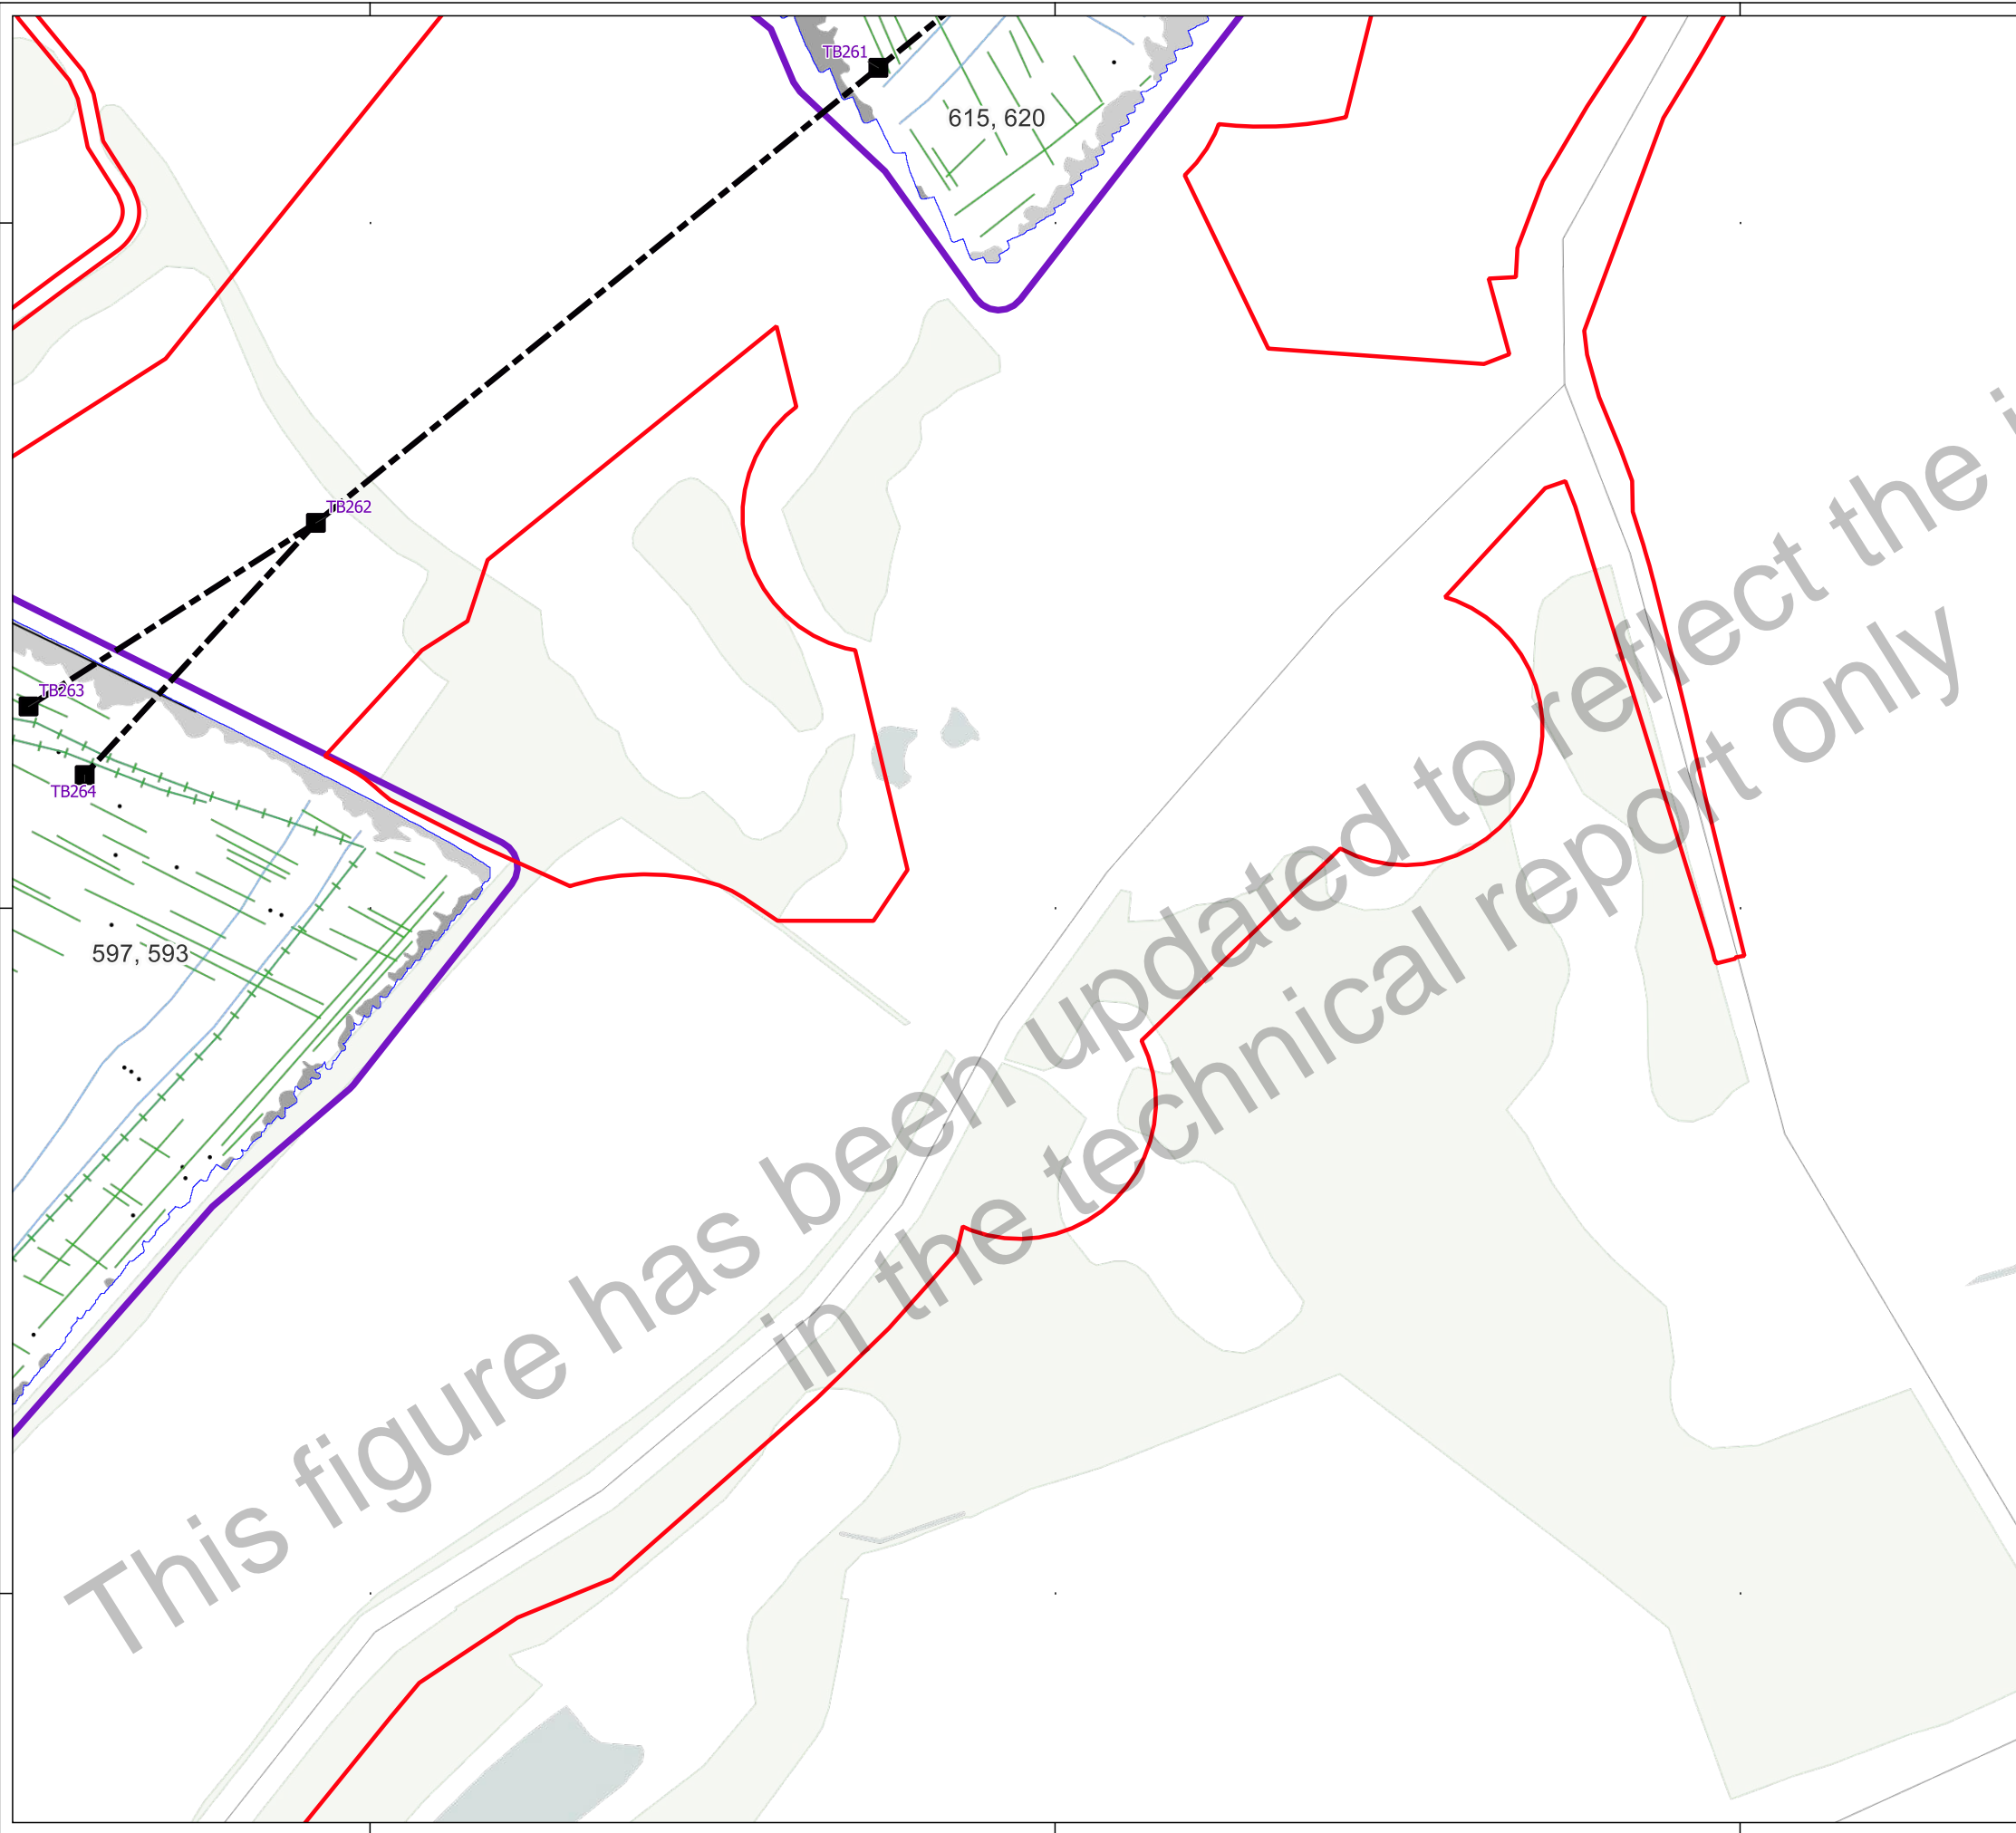 TB261
615, 620
TB262
TB263
TB264
597, 593
This figure has been updated to reflect the
in the technical report only